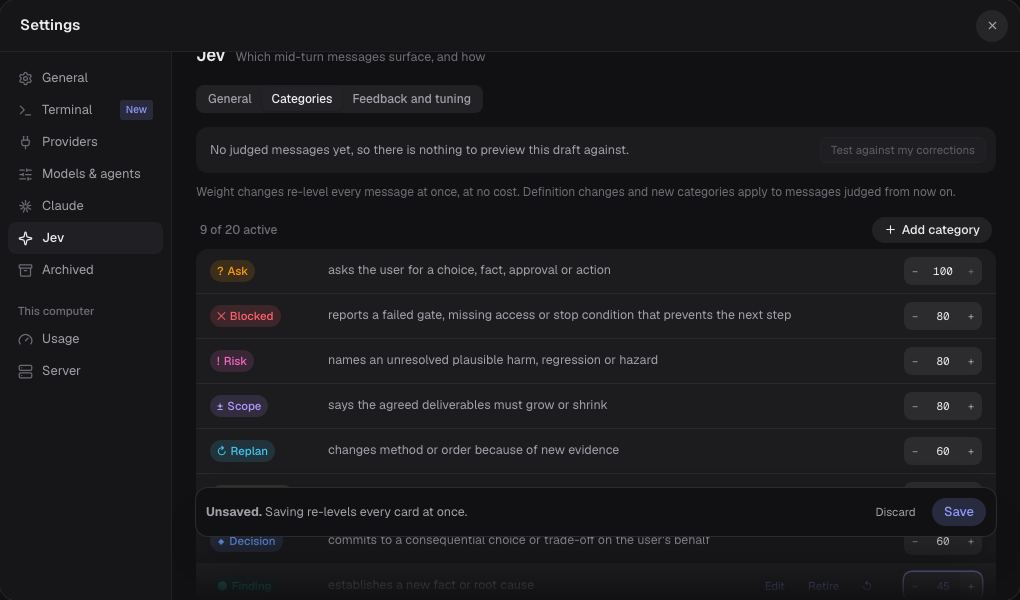 Settings
General
Terminal New
Providers
Models & agents
Claude
Jev
Archived
This computer
Usage
Server
Jev Which mid-turn messages surface, and how
General Categories Feedback and tuning
No judged messages yet, so there is nothing to preview this draft against. Test against my corrections
Weight changes re-level every message at once, at no cost. Definition changes and new categories apply to messages judged from now on.
9 of 20 active + Add category
? Ask asks the user for a choice, fact, approval or action − 100 +
Blocked reports a failed gate, missing access or stop condition that prevents the next step − 80 +
! Risk names an unresolved plausible harm, regression or hazard − 80 +
± Scope says the agreed deliverables must grow or shrink − 80 +
Replan changes method or order because of new evidence − 60 +
Unsaved. Saving re-levels every card at once. Discard Save
Decision commits to a consequential choice or trade-off on the user's behalf − 60 +
Finding establishes a new fact or root cause Edit Retire − 45 +